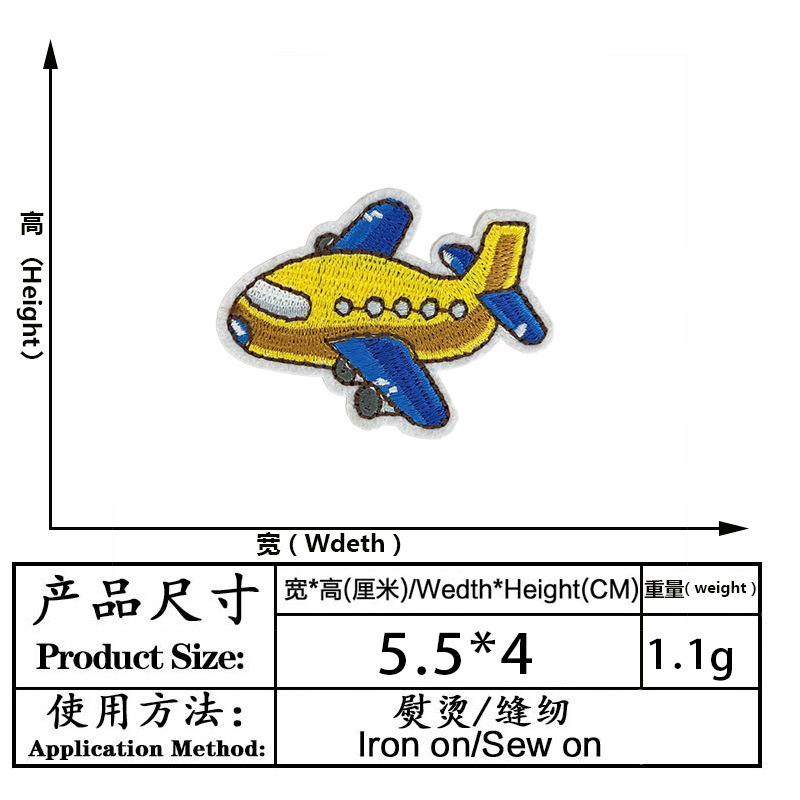 高（Height）
宽（Wdeth）
产品尺寸
Product Size:
宽*高(厘米)/Wedth*Height(CM)
重量( weight )
5.5*4
1.1g
使用方法:
Application Method:
熨烫/缝纫
Iron on/Sew on